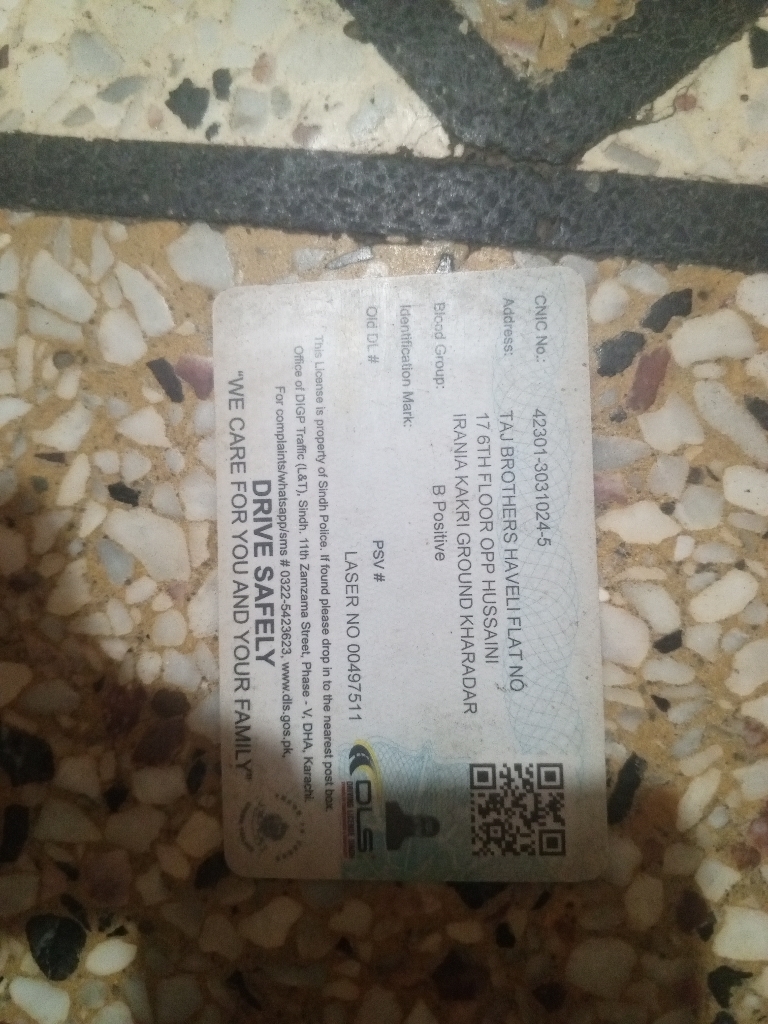 CNIC No.: 42301-3031024-5
Address: TAJ BROTHERS HAVELI FLAT NO
17 6TH FLOOR OPP HUSSAINI
IRANIA KAKRI GROUND KHARADAR
Blood Group: B Positive
Identification Mark:
Old DL # PSV #
LASER NO 00497511
This License is property of Sindh Police. If found please drop in to the nearest post box.
Office of DIGP Traffic (L&T), Sindh. 11th Zamzama Street, Phase - V, DHA, Karachi.
For complaints/whatsapp/sms # 0322-5423623, www.dls.gos.pk,
DRIVE SAFELY
"WE CARE FOR YOU AND YOUR FAMILY"
DLS